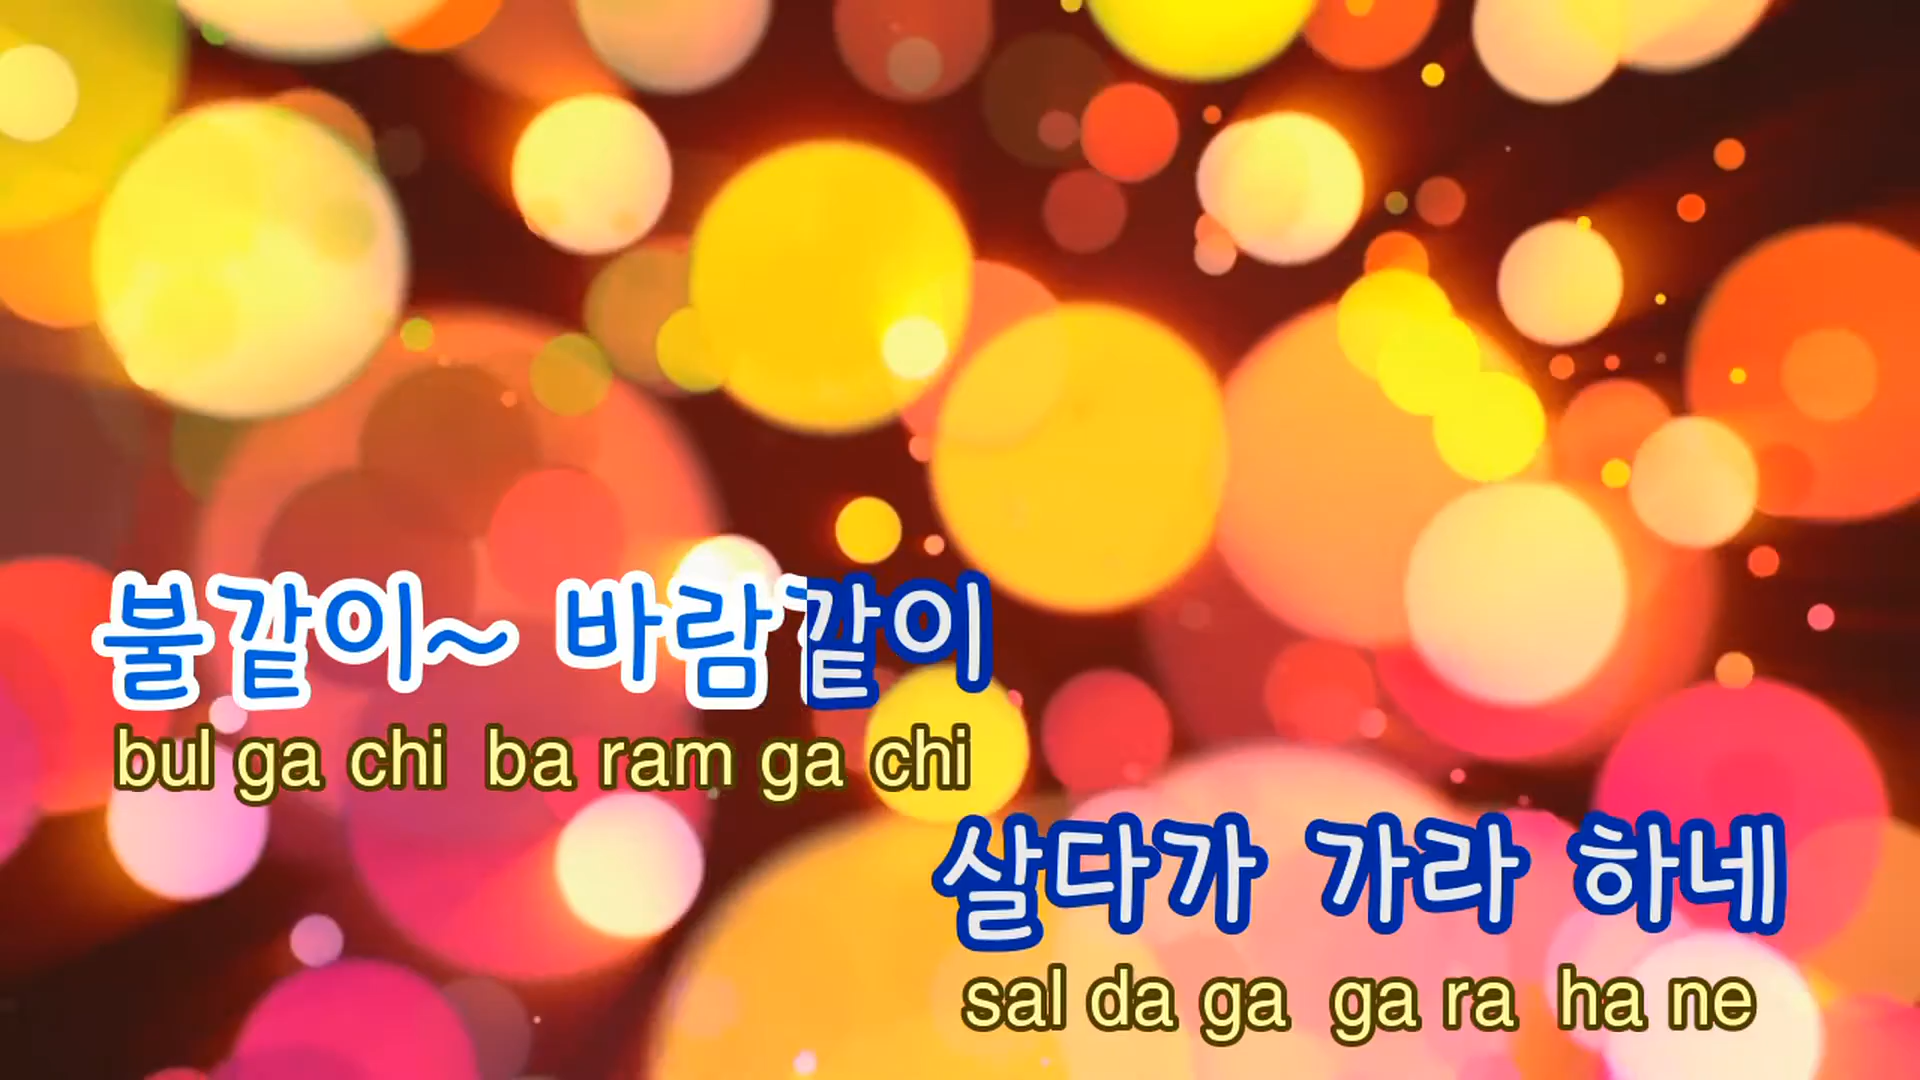 불같이~ 바람같이
bul ga chi ba ram ga chi
살다가 가라 하네
sal da ga ga ra ha ne